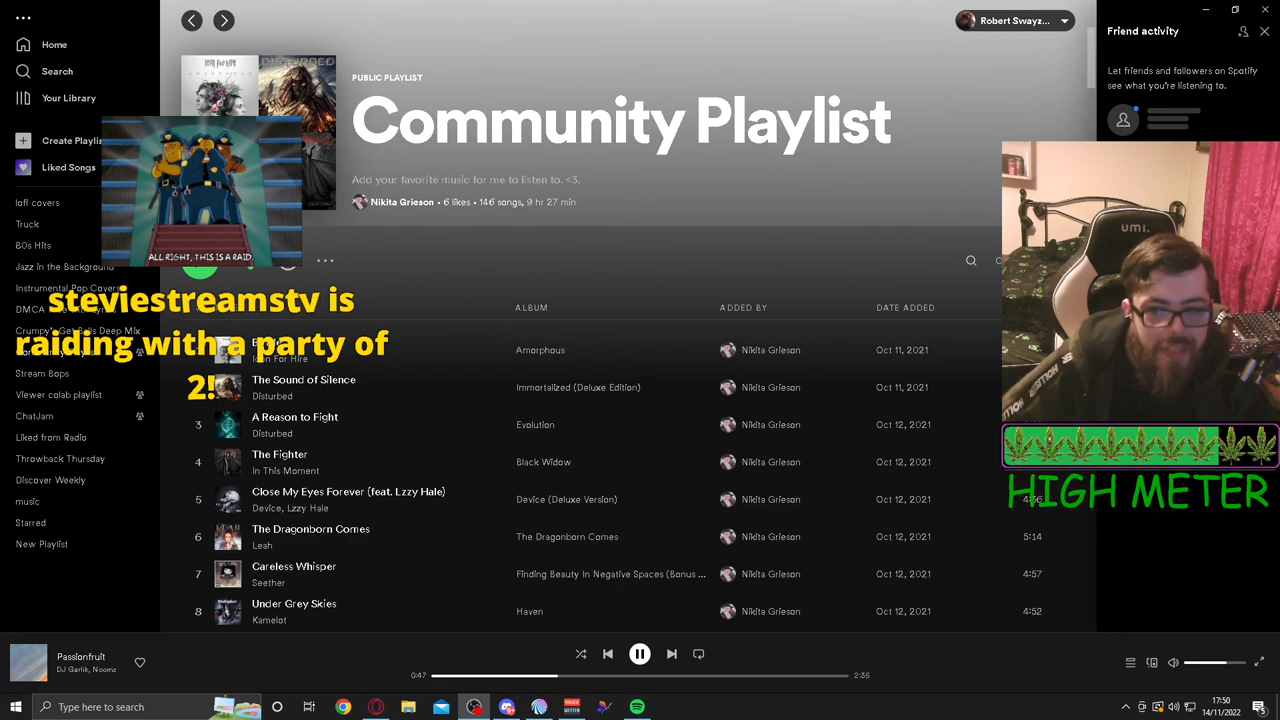 Home
Search
Your Library
Create Playlis
Liked Songs
lofi covers
Truck
80s Hits
Jazz in the Background
Instrumental Pop Covers
Stream Bops
Viewer colab playlist
ChatJam
Liked from Radio
Throwback Thursday
Discover Weekly
music
Starred
New Playlist
ALL RIGHT, THIS IS A RAID.
steviestreamstv is
raiding with a party of
2!
Robert Swayz...
PUBLIC PLAYLIST
Community Playlist
Add your favorite music for me to listen to. <3.
Nikita Grieson • 6 likes • 146 songs, 9 hr 27 min
DISTURBED
ALBUM ADDED BY DATE ADDED
Icon For Hire Amorphous Nikita Grieson Oct 11, 2021
The Sound of Silence Immortalized (Deluxe Edition) Nikita Grieson Oct 11, 2021
Disturbed
3 A Reason to Fight Evolution Nikita Grieson Oct 12, 2021
Disturbed
4 The Fighter Black Widow Nikita Grieson Oct 12, 2021
In This Moment
5 Close My Eyes Forever (feat. Lzzy Hale) Device (Deluxe Version) Nikita Grieson Oct 12, 2021
Device, Lzzy Hale
6 The Dragonborn Comes The Dragonborn Comes Nikita Grieson Oct 12, 2021 5:14
Leah
7 Careless Whisper Finding Beauty In Negative Spaces (Bonus ... Nikita Grieson Oct 12, 2021 4:57
Seether
8 Under Grey Skies Haven Nikita Grieson Oct 12, 2021 4:52
Kamelot
Friend activity
Let friends and followers on Spotify
see what you're listening to.
umi.
HIGH METER
Passionfruit
DJ Garlik, Nooms
0:47 2:35
Type here to search
17:50
14/11/2022